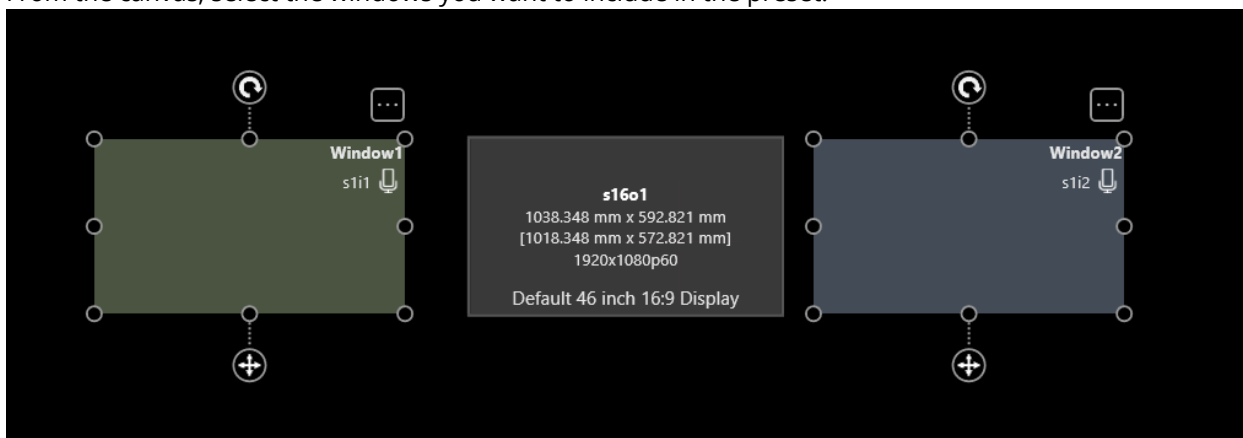 From the canvas, select the windows you want to include in the preset.
Window1
s1i1
s16o1
1038.348 mm x 592.821 mm
[1018.348 mm x 572.821 mm]
1920x1080p60
Default 46 inch 16:9 Display
Window2
s1i2